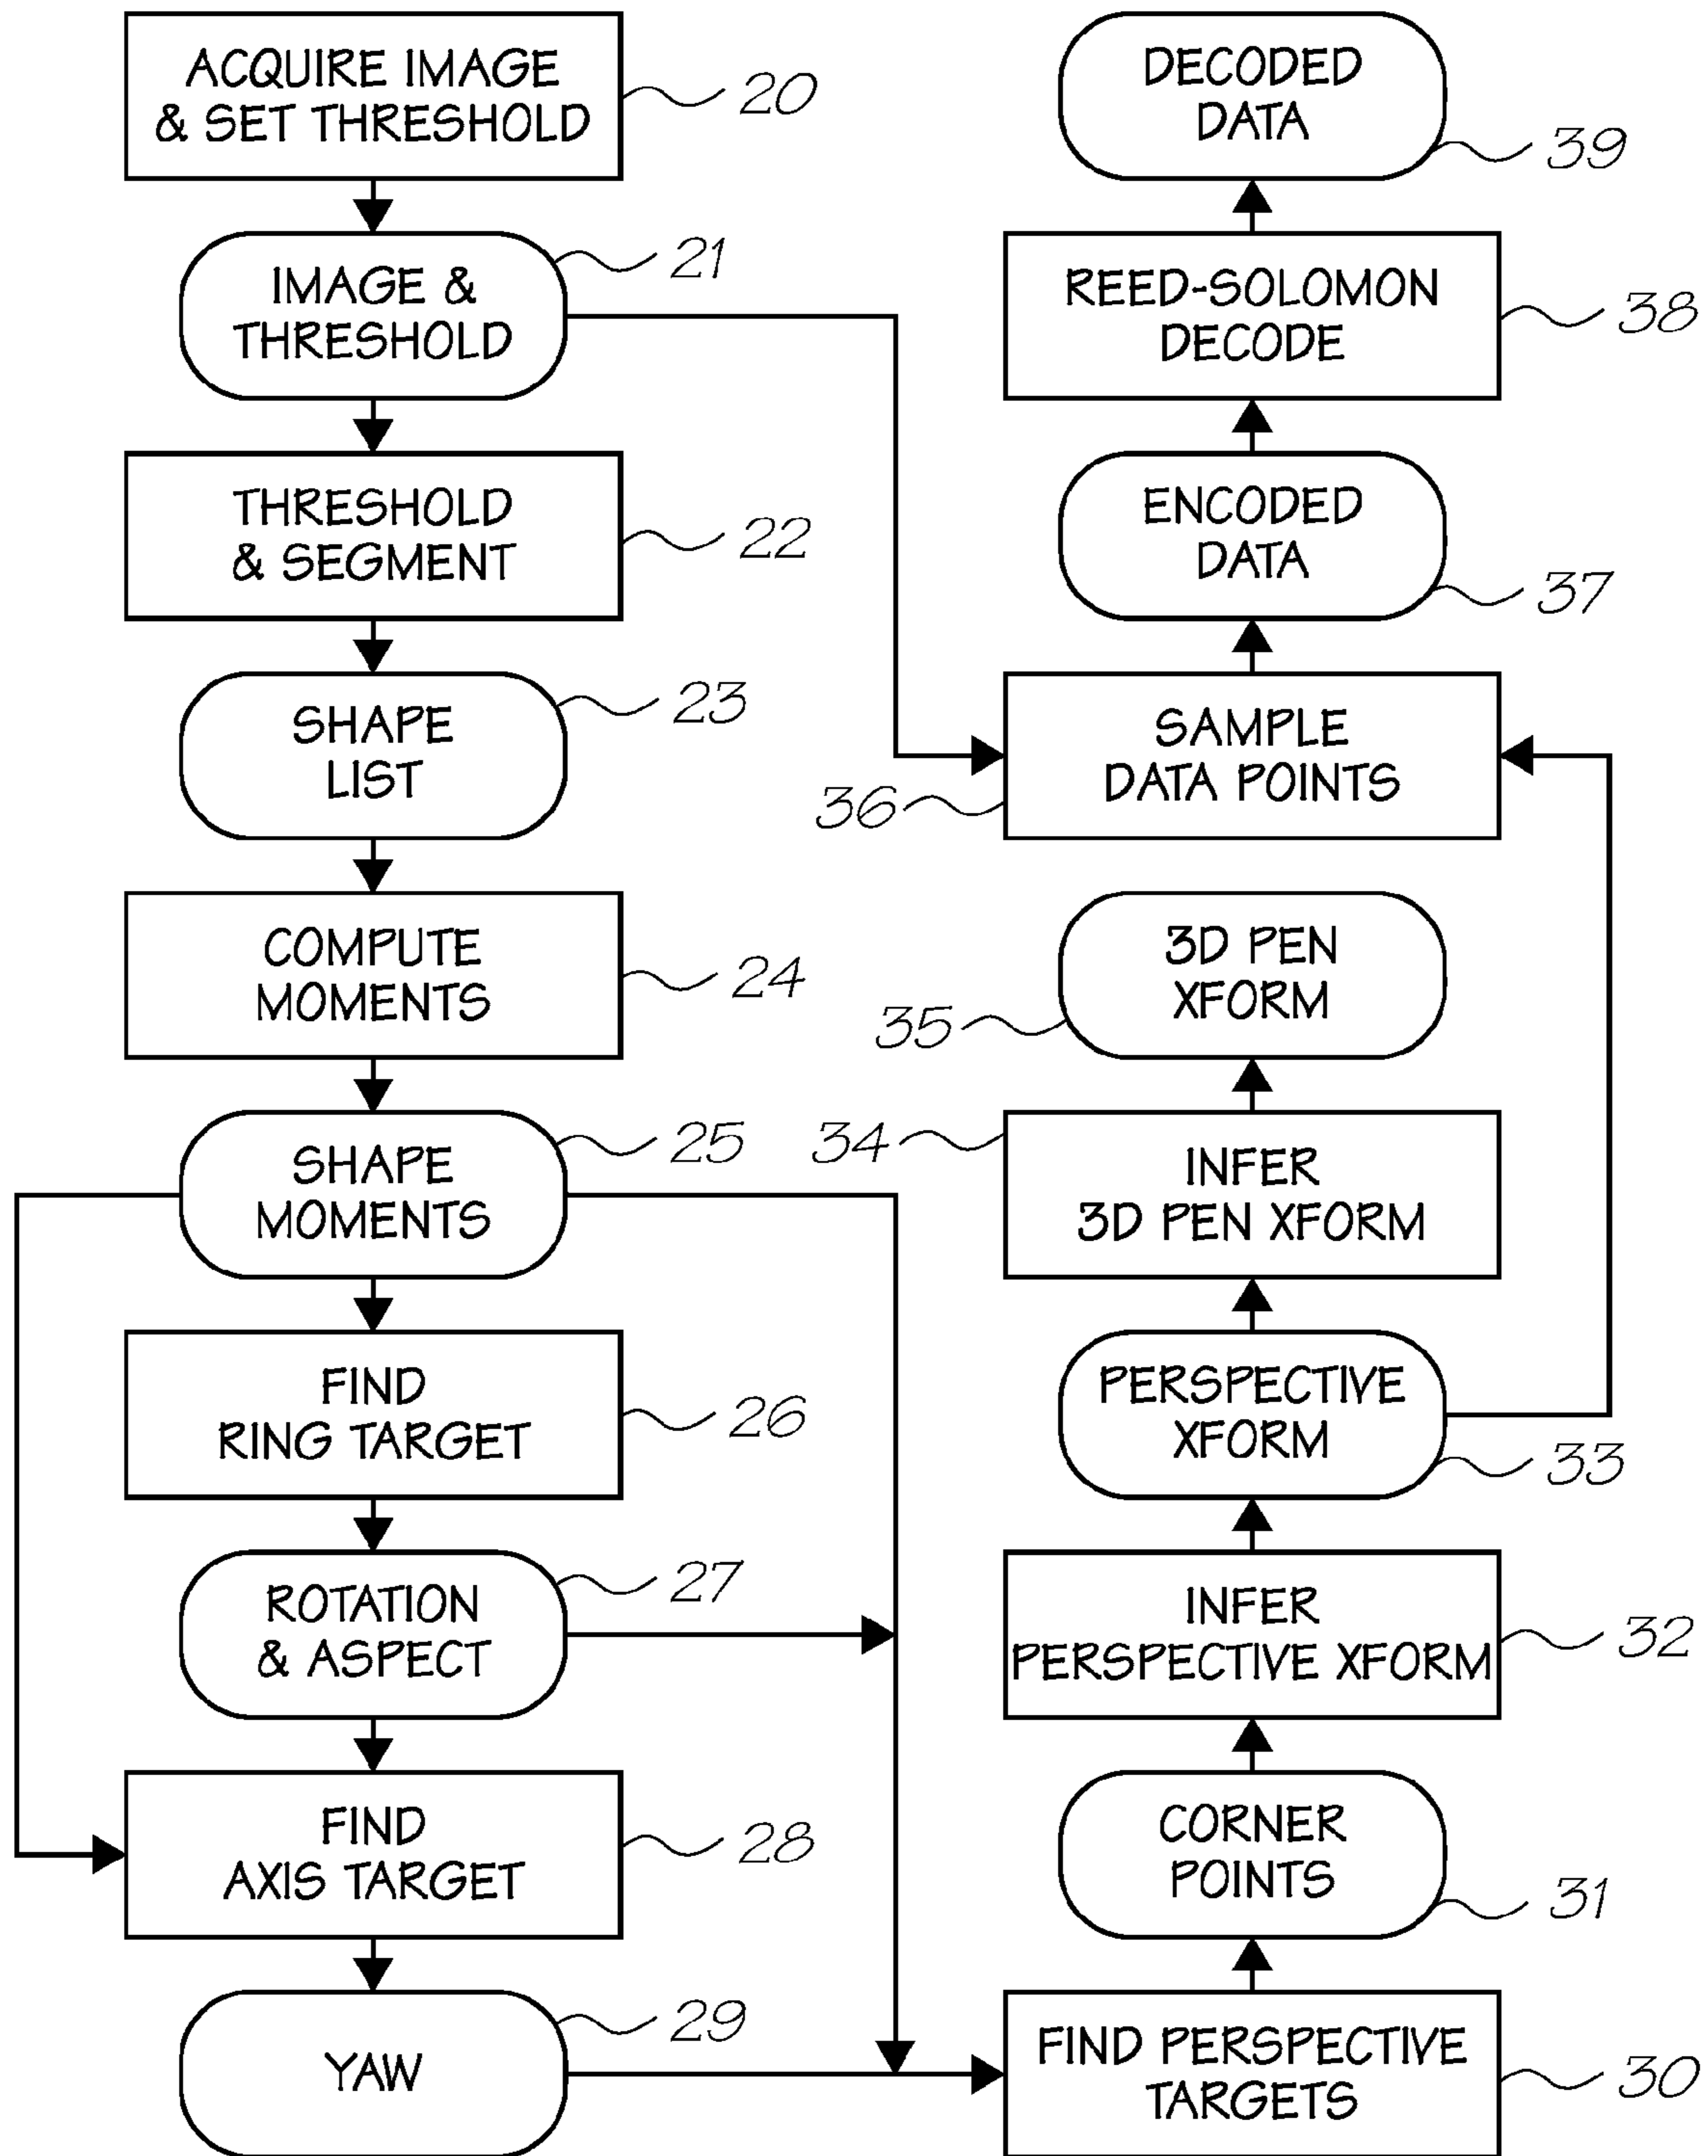 ACQUIRE IMAGE
& SET THRESHOLD
20
IMAGE &
THRESHOLD
21
THRESHOLD
& SEGMENT
22
SHAPE
LIST
23
COMPUTE
MOMENTS
24
SHAPE
MOMENTS
25
FIND
RING TARGET
26
ROTATION
& ASPECT
27
FIND
AXIS TARGET
28
YAW
29
DECODED
DATA
39
REED-SOLOMON
DECODE
38
ENCODED
DATA
37
SAMPLE
DATA POINTS
36
3D PEN
XFORM
35
INFER
3D PEN XFORM
34
PERSPECTIVE
XFORM
33
INFER
PERSPECTIVE XFORM
32
CORNER
POINTS
31
FIND PERSPECTIVE
TARGETS
30